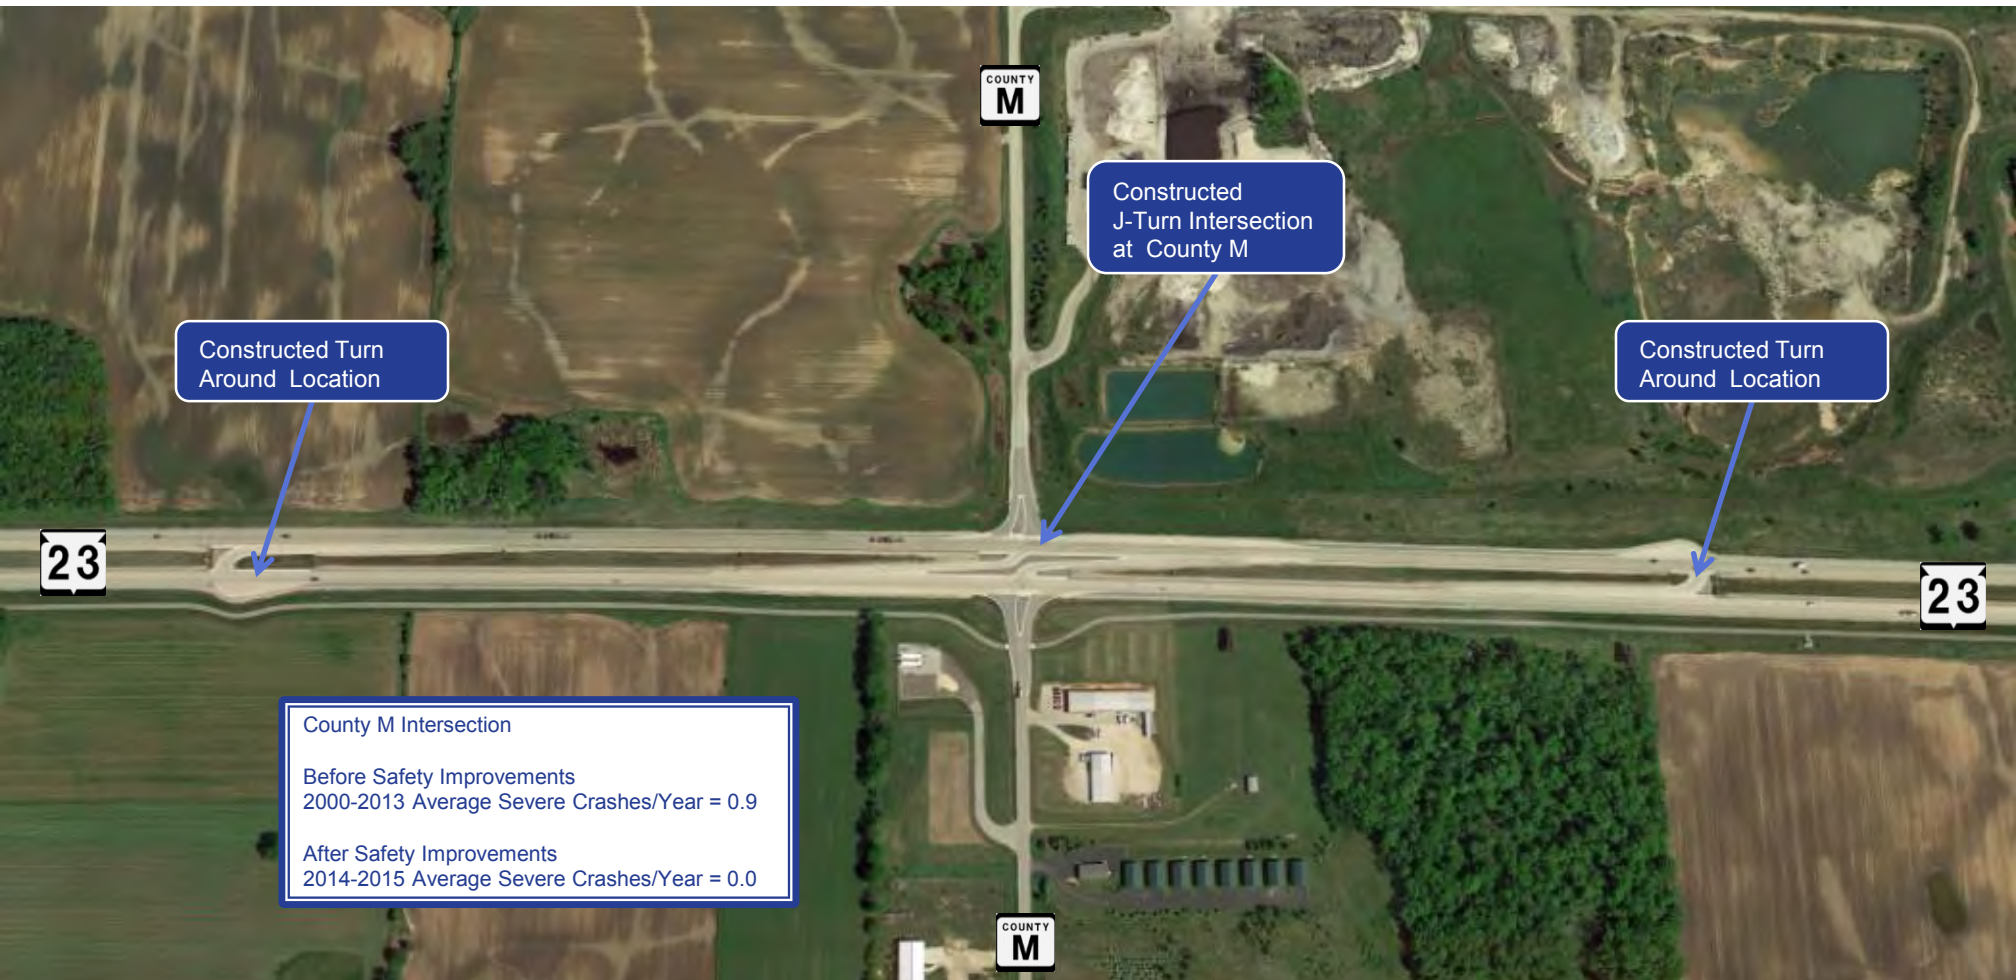 COUNTY
M
Constructed
J-Turn Intersection
at County M
Constructed Turn
Around Location
Constructed Turn
Around Location
23
23
County M Intersection
Before Safety Improvements
2000-2013 Average Severe Crashes/Year = 0.9
After Safety Improvements
2014-2015 Average Severe Crashes/Year = 0.0
COUNTY
M